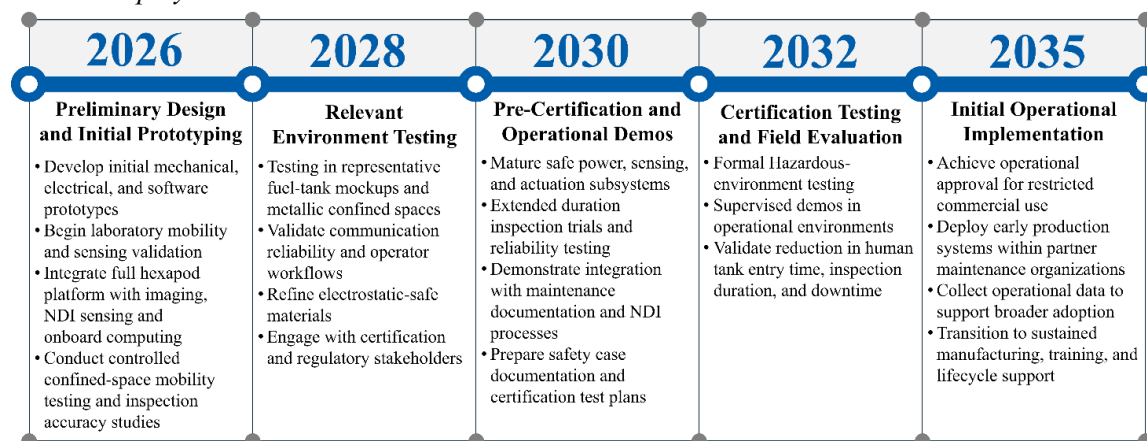 2026
Preliminary Design
and Initial Prototyping
• Develop initial mechanical,
electrical, and software
prototypes
• Begin laboratory mobility
and sensing validation
• Integrate full hexapod
platform with imaging,
NDI sensing and
onboard computing
• Conduct controlled
confined-space mobility
testing and inspection
accuracy studies
2028
Relevant
Environment Testing
• Testing in representative
fuel-tank mockups and
metallic confined spaces
• Validate communication
reliability and operator
workflows
• Refine electrostatic-safe
materials
• Engage with certification
and regulatory stakeholders
2030
Pre-Certification and
Operational Demos
• Mature safe power, sensing,
and actuation subsystems
• Extended duration
inspection trials and
reliability testing
• Demonstrate integration
with maintenance
documentation and NDI
processes
• Prepare safety case
documentation and
certification test plans
2032
Certification Testing
and Field Evaluation
• Formal Hazardous-
environment testing
• Supervised demos in
operational environments
• Validate reduction in human
tank entry time, inspection
duration, and downtime
2035
Initial Operational
Implementation
• Achieve operational
approval for restricted
commercial use
• Deploy early production
systems within partner
maintenance organizations
• Collect operational data to
support broader adoption
• Transition to sustained
manufacturing, training, and
lifecycle support